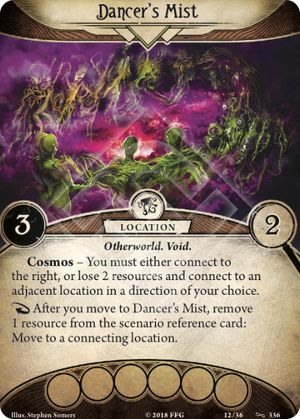 Dancer's Mist
3
2
LOCATION
Otherworld. Void.
Cosmos – You must either connect to
the right, or lose 2 resources and connect to an
adjacent location in a direction of your choice.
After you move to Dancer's Mist, remove
1 resource from the scenario reference card:
Move to a connecting location.
Illus. Stephen Somers
© 2018 FFG
12/36
336